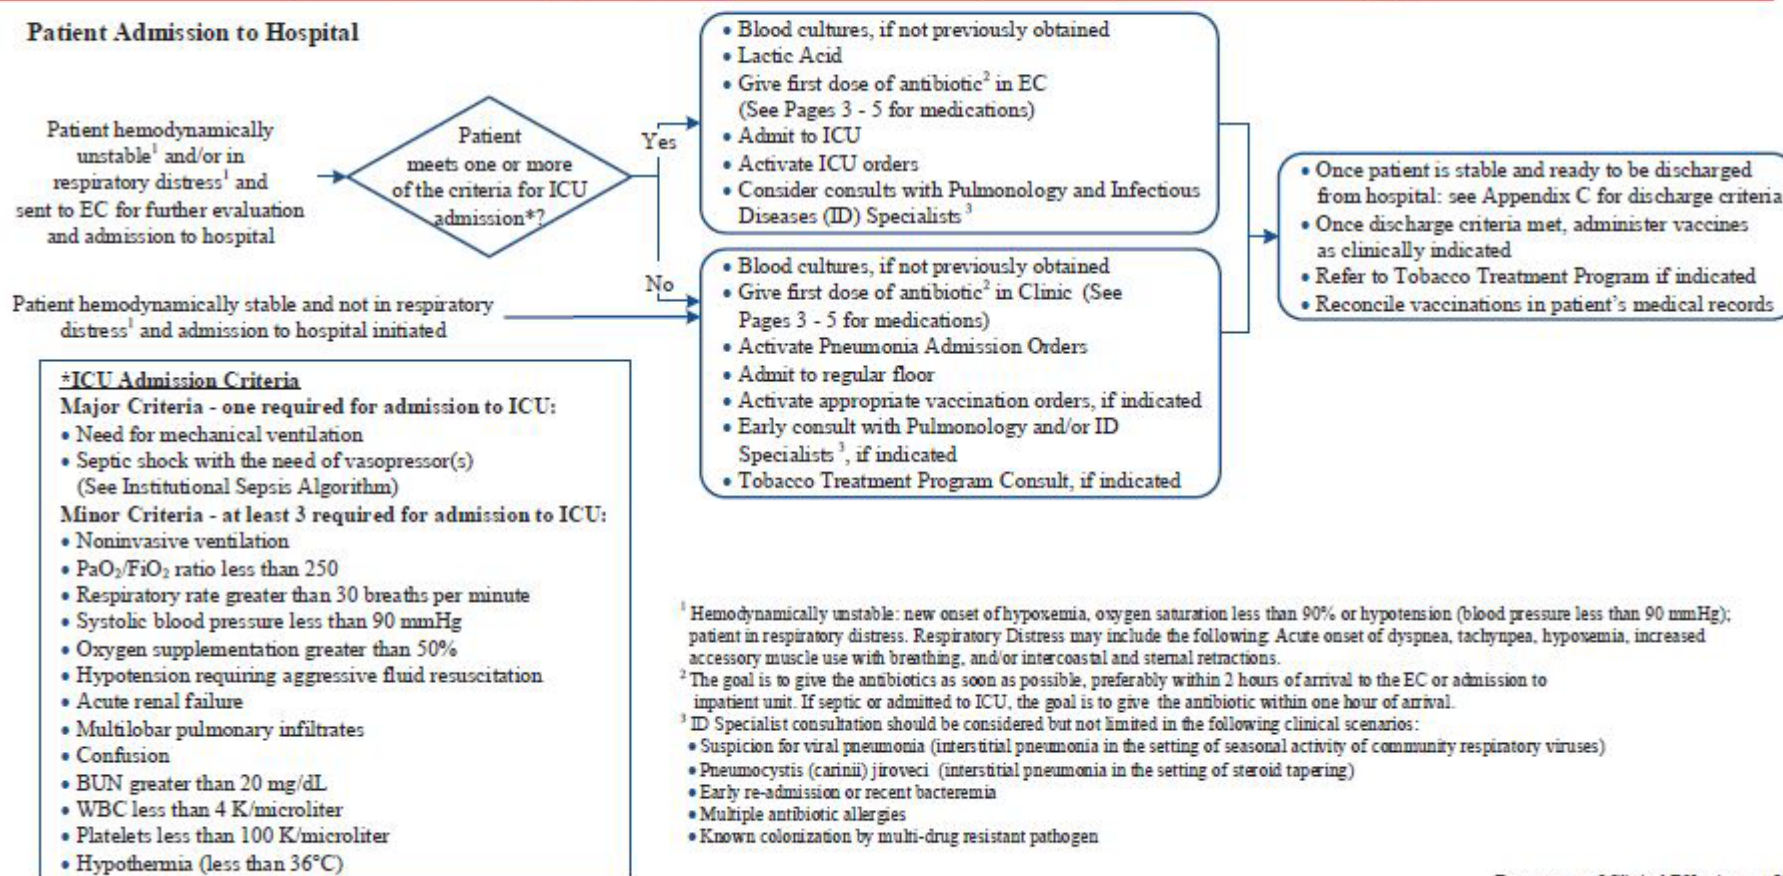 Patient Admission to Hospital
Patient hemodynamically
unstable1 and/or in
respiratory distress1 and
sent to EC for further evaluation
and admission to hospital
Patient
meets one or more
of the criteria for ICU
admission*?
Yes
No
• Blood cultures, if not previously obtained
• Lactic Acid
• Give first dose of antibiotic2 in EC
(See Pages 3 - 5 for medications)
• Admit to ICU
• Activate ICU orders
• Consider consults with Pulmonology and Infectious
Diseases (ID) Specialists3
Patient hemodynamically stable and not in respiratory
distress1 and admission to hospital initiated
• Blood cultures, if not previously obtained
• Give first dose of antibiotic2 in Clinic (See
Pages 3 - 5 for medications)
• Activate Pneumonia Admission Orders
• Admit to regular floor
• Activate appropriate vaccination orders, if indicated
• Early consult with Pulmonology and/or ID
Specialists3, if indicated
• Tobacco Treatment Program Consult, if indicated
• Once patient is stable and ready to be discharged
from hospital: see Appendix C for discharge criteria
• Once discharge criteria met, administer vaccines
as clinically indicated
• Refer to Tobacco Treatment Program if indicated
• Reconcile vaccinations in patient's medical records
*ICU Admission Criteria
Major Criteria - one required for admission to ICU:
• Need for mechanical ventilation
• Septic shock with the need of vasopressor(s)
(See Institutional Sepsis Algorithm)
Minor Criteria - at least 3 required for admission to ICU:
• Noninvasive ventilation
• PaO2/FiO2 ratio less than 250
• Respiratory rate greater than 30 breaths per minute
• Systolic blood pressure less than 90 mmHg
• Oxygen supplementation greater than 50%
• Hypotension requiring aggressive fluid resuscitation
• Acute renal failure
• Multilobar pulmonary infiltrates
• Confusion
• BUN greater than 20 mg/dL
• WBC less than 4 K/microliter
• Platelets less than 100 K/microliter
• Hypothermia (less than 36°C)
1 Hemodynamically unstable: new onset of hypoxemia, oxygen saturation less than 90% or hypotension (blood pressure less than 90 mmHg);
patient in respiratory distress. Respiratory Distress may include the following: Acute onset of dyspnea, tachynpea, hypoxemia, increased
accessory muscle use with breathing, and/or intercoastal and sternal retractions.
2 The goal is to give the antibiotics as soon as possible, preferably within 2 hours of arrival to the EC or admission to
inpatient unit. If septic or admitted to ICU, the goal is to give the antibiotic within one hour of arrival.
3 ID Specialist consultation should be considered but not limited in the following clinical scenarios:
• Suspicion for viral pneumonia (interstitial pneumonia in the setting of seasonal activity of community respiratory viruses)
• Pneumocystis (carinii) jiroveci (interstitial pneumonia in the setting of steroid tapering)
• Early re-admission or recent bacteremia
• Multiple antibiotic allergies
• Known colonization by multi-drug resistant pathogen